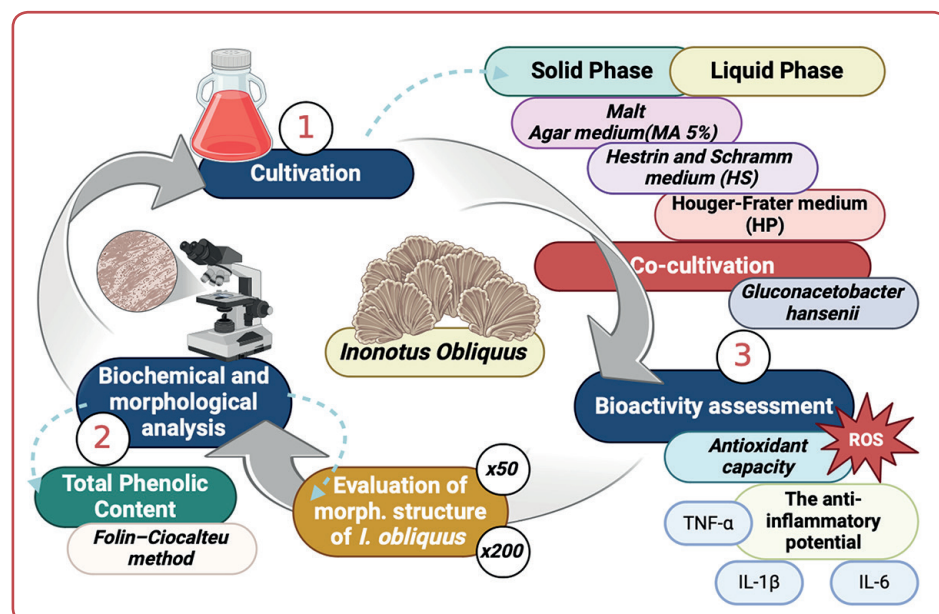 1
Cultivation
Solid Phase
Liquid Phase
Malt
Agar medium(MA 5%)
Hestrin and Schramm
medium (HS)
Houger-Frater medium
(HP)
Co-cultivation
Gluconacetobacter
hansenii
Inonotus Obliquus
3
Bioactivity assessment
ROS
Antioxidant
capacity
The anti-
inflammatory
potential
TNF-α
IL-1β
IL-6
Biochemical and
morphological
analysis
2
Total Phenolic
Content
Folin–Ciocalteu
method
Evaluation of
morph. structure
of I. obliquus
x50
x200